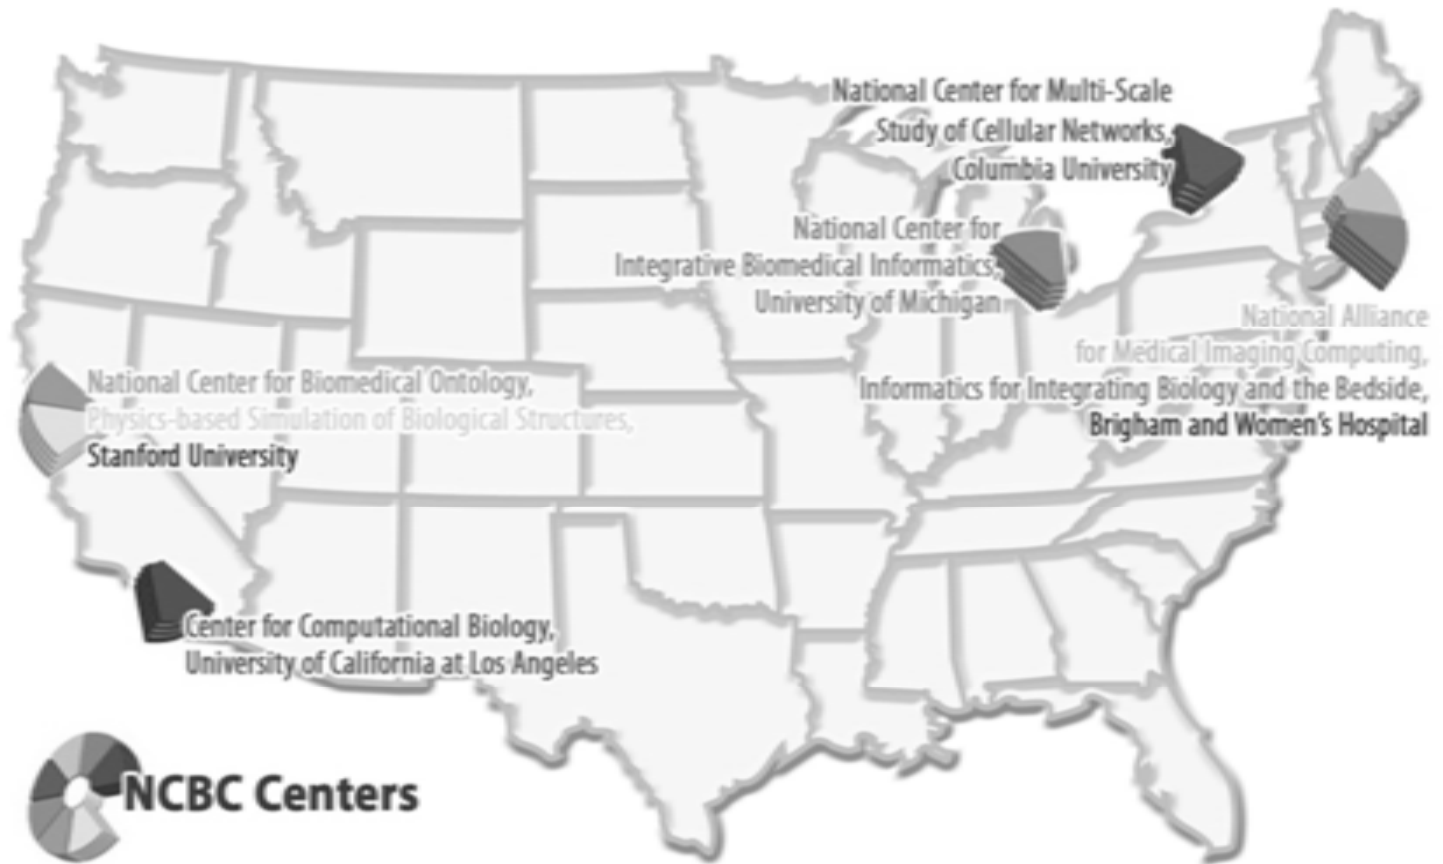 National Center for Multi-Scale
Study of Cellular Networks,
Columbia University
National Center for
Integrative Biomedical Informatics,
University of Michigan
National Alliance
for Medical Imaging Computing,
Informatics for Integrating Biology and the Bedside,
Brigham and Women's Hospital
National Center for Biomedical Ontology,
Physics-based Simulation of Biological Structures,
Stanford University
Center for Computational Biology,
University of California at Los Angeles
NCBC Centers